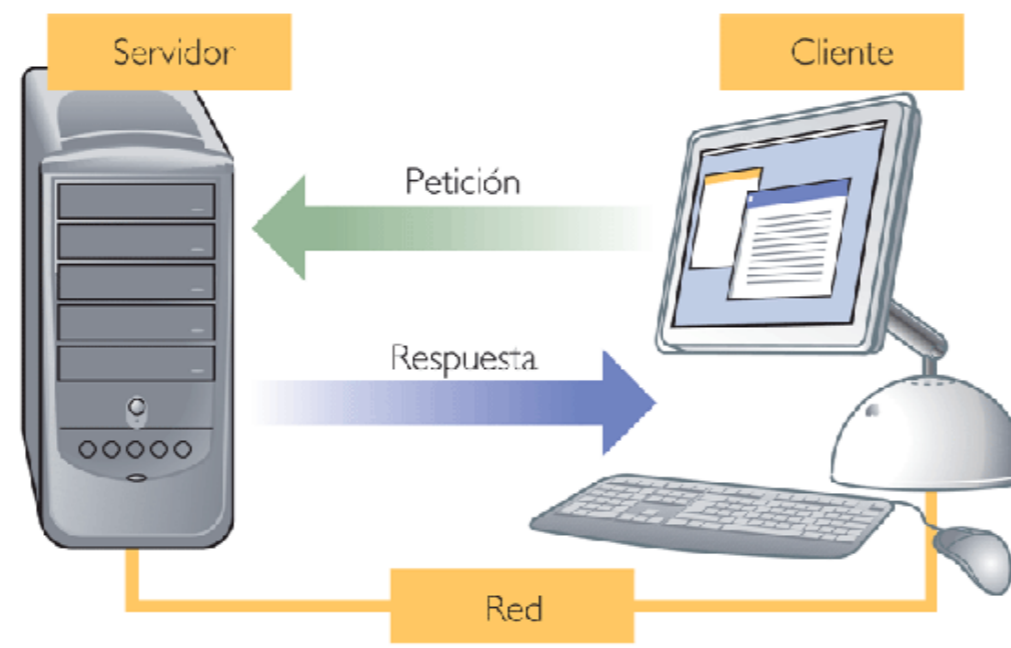 Servidor
Cliente
Petición
Respuesta
Red